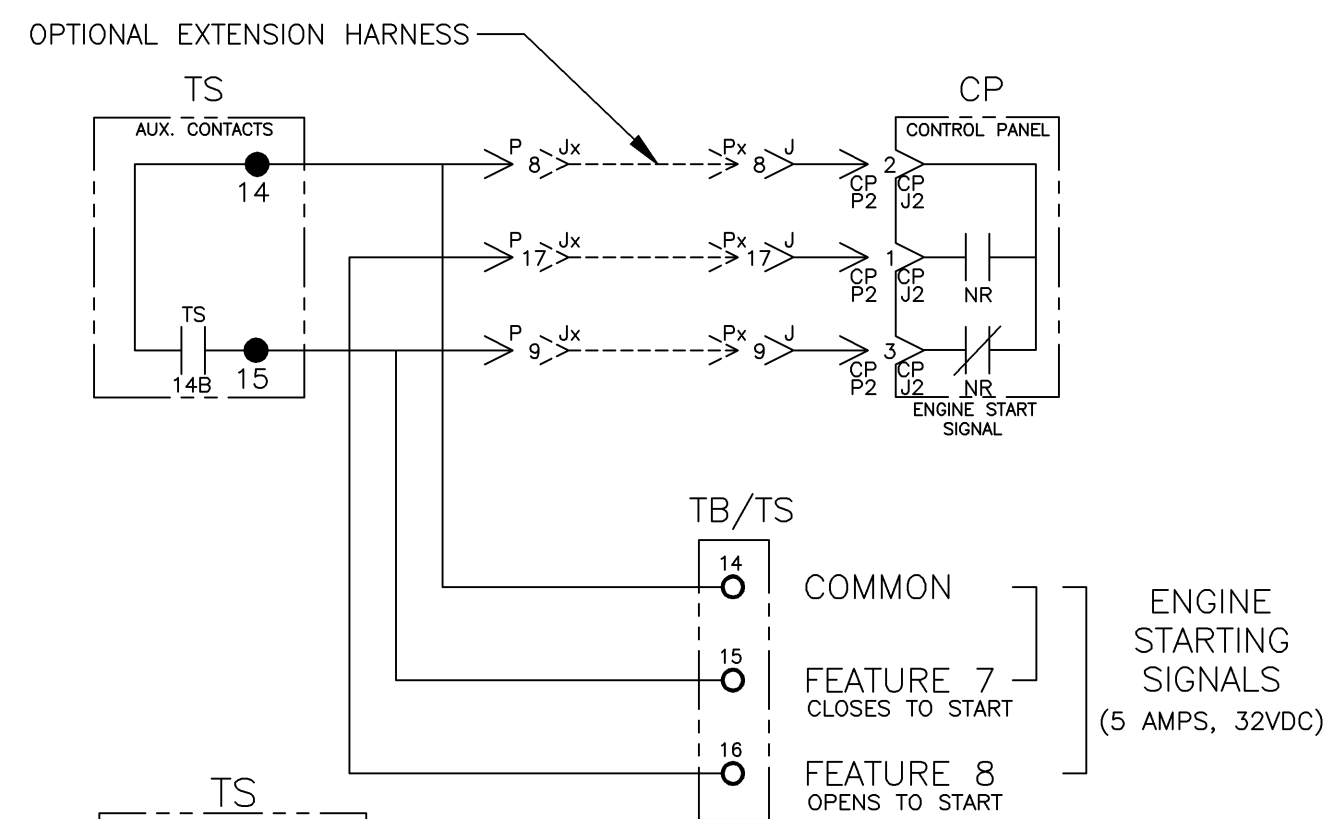 OPTIONAL EXTENSION HARNESS
TS
AUX. CONTACTS
CP
CONTROL PANEL
14
P 8 Jx Px 8 J 2
CP CP
P2 J2
P 17 Jx Px 17 J 1
CP CP
P2 J2 NR
TS
14B 15
P 9 Jx Px 9 J 3
CP CP
P2 J2 NR
ENGINE START
SIGNAL
TB/TS
14
COMMON
15
FEATURE 7
CLOSES TO START
16
FEATURE 8
OPENS TO START
ENGINE
STARTING
SIGNALS
(5 AMPS, 32VDC)
TS